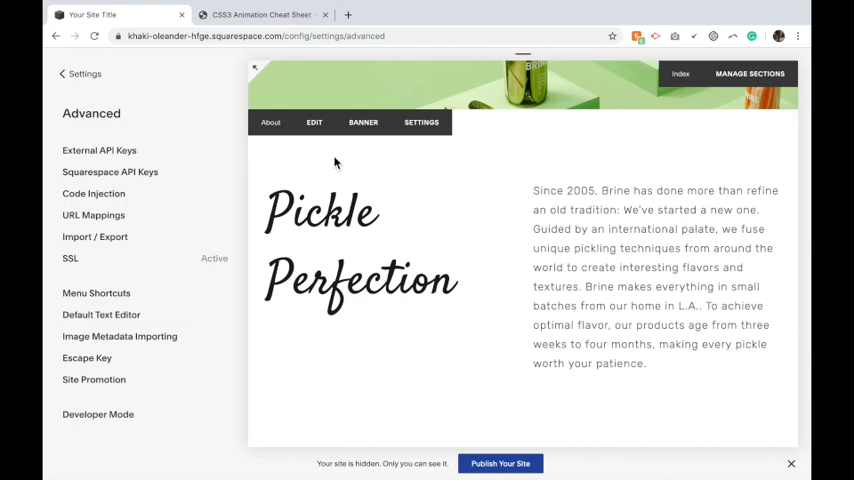 Your Site Title
CSS3 Animation Cheat Sheet -
khaki-oleander-hfge.squarespace.com/config/settings/advanced
Settings
Advanced
External API Keys
Squarespace API Keys
Code Injection
URL Mappings
Import / Export
SSL Active
Menu Shortcuts
Default Text Editor
Image Metadata Importing
Escape Key
Site Promotion
Developer Mode
BRINE
Index MANAGE SECTIONS
About EDIT BANNER SETTINGS
Pickle
Perfection
Since 2005, Brine has done more than refine
an old tradition: We've started a new one.
Guided by an international palate, we fuse
unique pickling techniques from around the
world to create interesting flavors and
textures. Brine makes everything in small
batches from our home in L.A.. To achieve
optimal flavor, our products age from three
weeks to four months, making every pickle
worth your patience.
Your site is hidden. Only you can see it. Publish Your Site